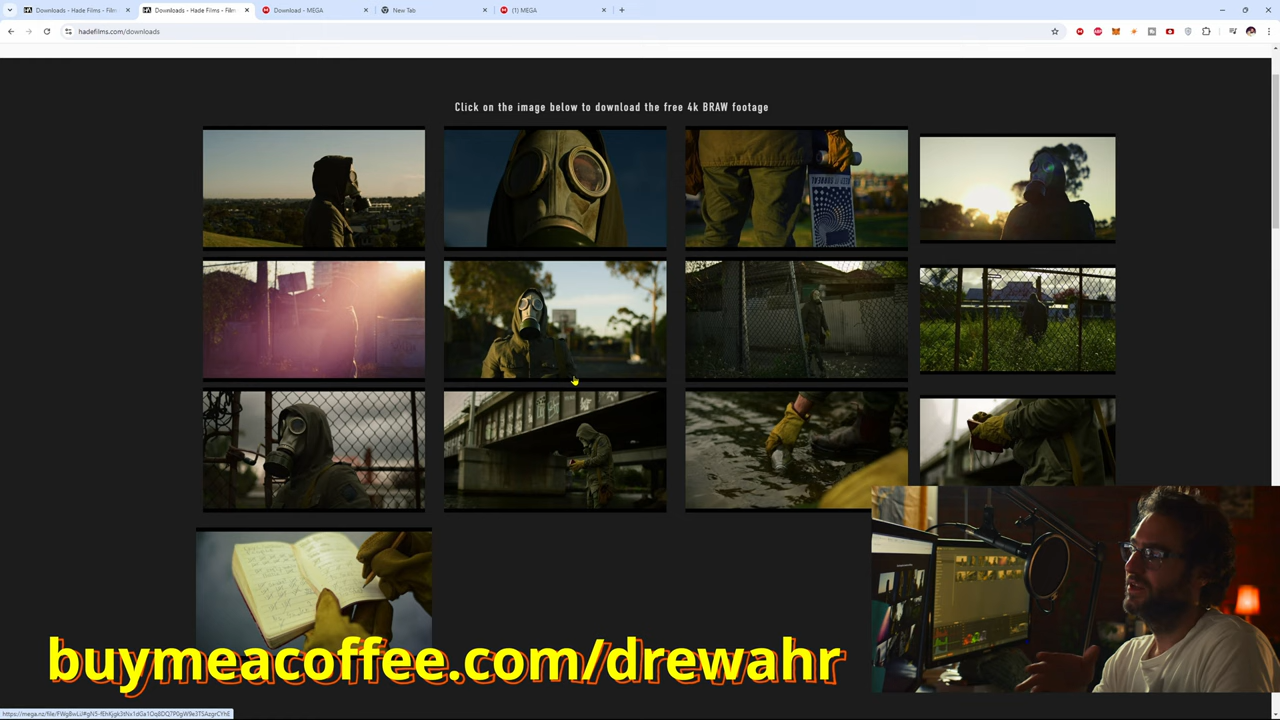 Downloads - Hade Films - Film
Downloads - Hade Films - Film
Download - MEGA
New Tab
(1) MEGA
hadefilms.com/downloads
Click on the image below to download the free 4k BRAW footage
buymeacoffee.com/drewahr